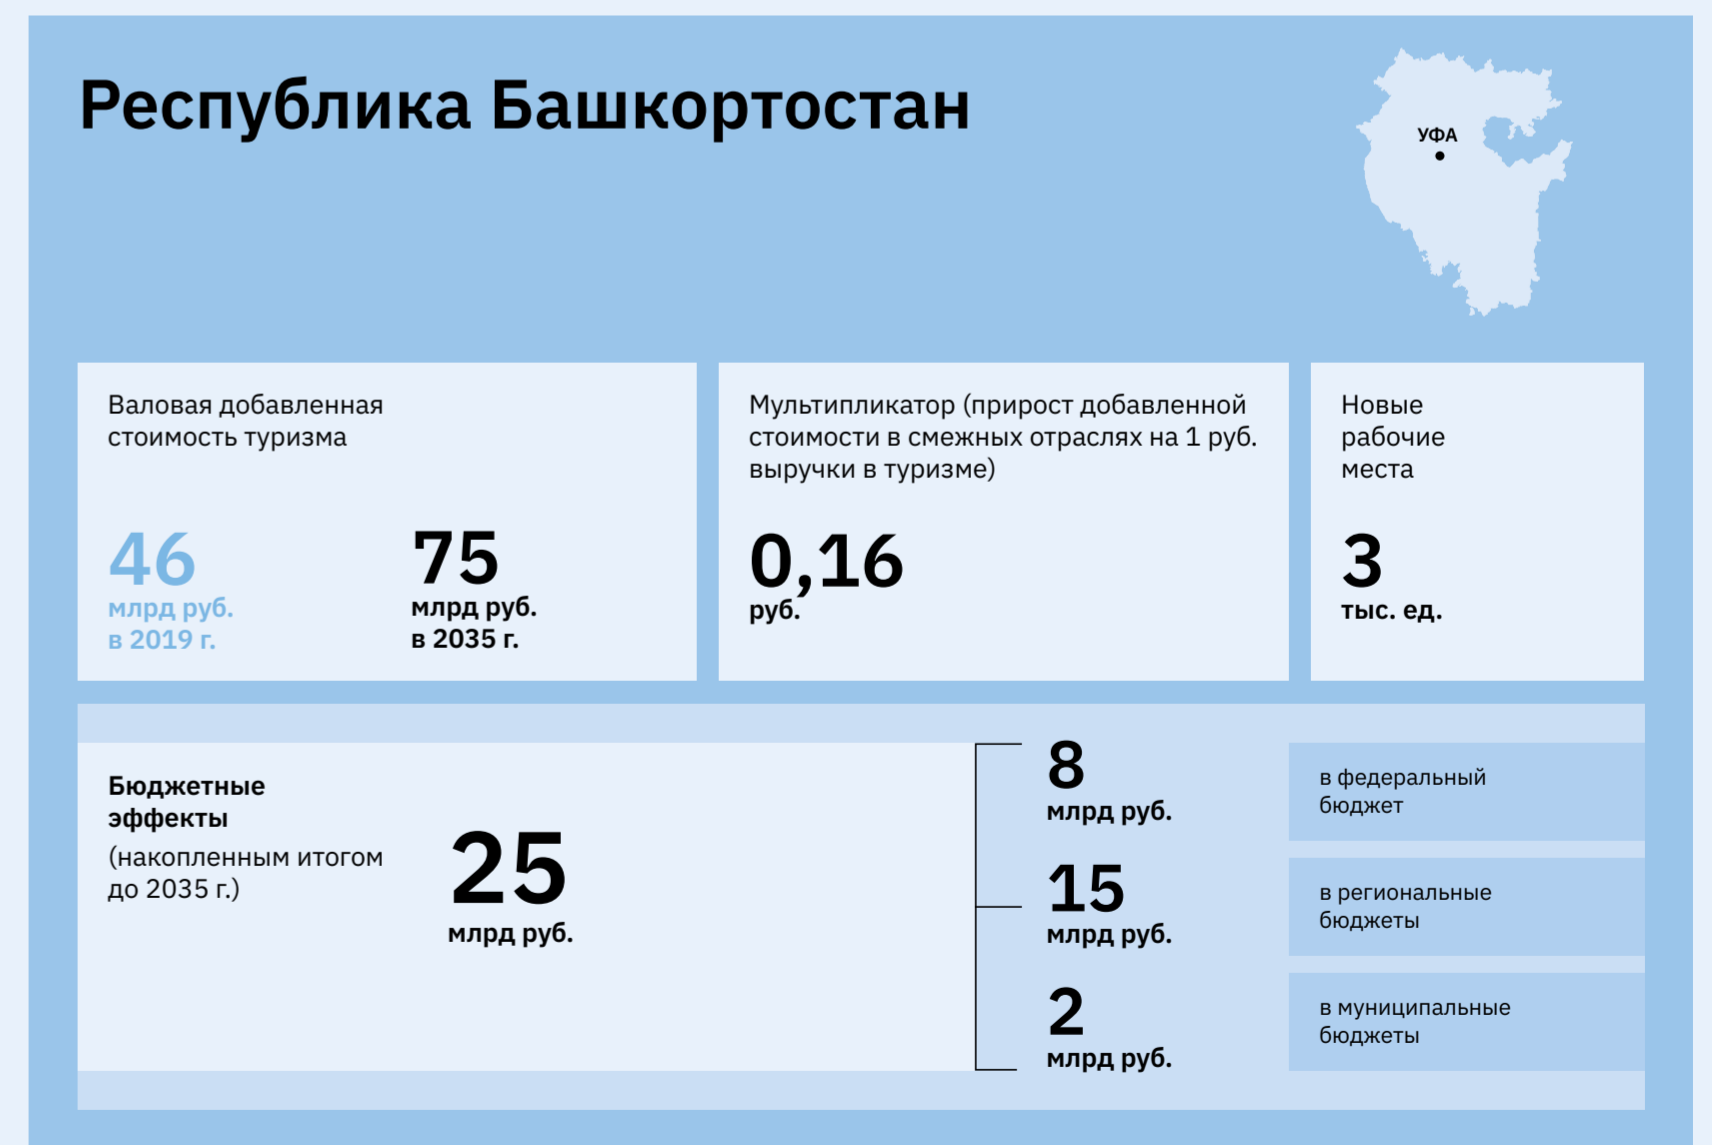 Республика Башкортостан
УФА
Валовая добавленная
стоимость туризма
46
млрд руб.
в 2019 г.
75
млрд руб.
в 2035 г.
Мультипликатор (прирост добавленной
стоимости в смежных отраслях на 1 руб.
выручки в туризме)
0,16
руб.
Новые
рабочие
места
3
тыс. ед.
Бюджетные
эффекты
(накопленным итогом
до 2035 г.)
25
млрд руб.
8
млрд руб.
в федеральный
бюджет
15
млрд руб.
в региональные
бюджеты
2
млрд руб.
в муниципальные
бюджеты